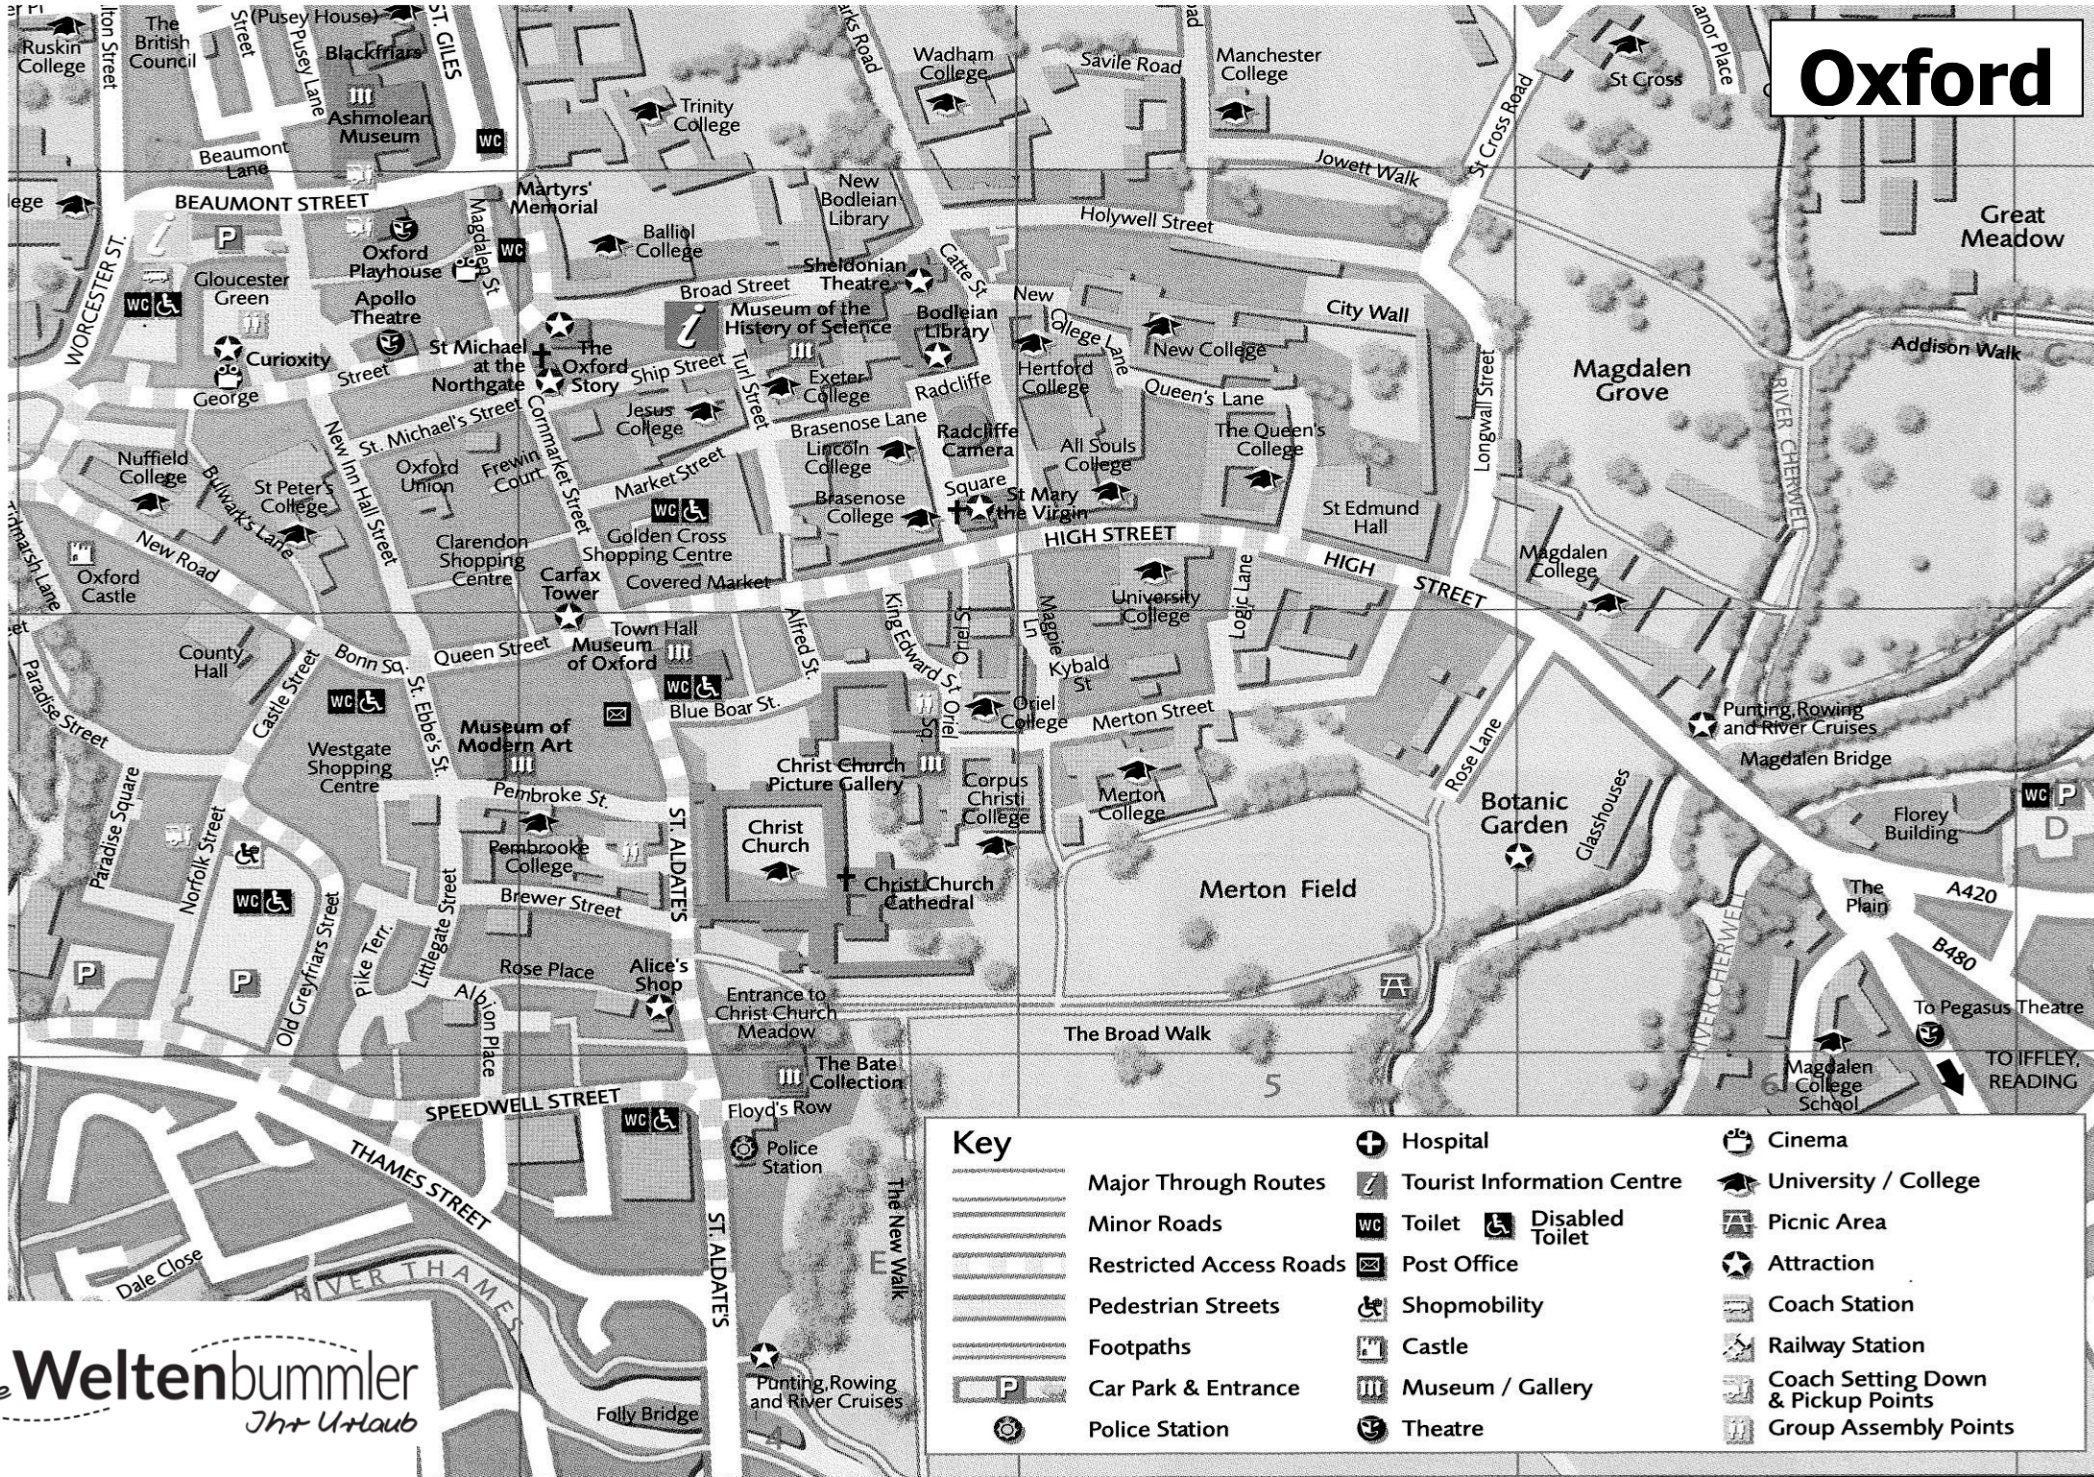 Oxford
Ruskin
College
The
British
Council
Street
(Pusey House)
Pusey Lane
Blackfriars
ST. GILES
Ashmolean
Museum
WC
Beaumont
Lane
BEAUMONT STREET
Trinity
College
Wadham
College
Savile Road
Manchester
College
Jowett Walk
St Cross Road
St Cross
Great
Meadow
Martyrs'
Memorial
New
Bodleian
Library
Holywell Street
Magdalen St
WC
Balliol
College
P
Oxford
Playhouse
WORCESTER ST.
WC
Gloucester
Green
Apollo
Theatre
Sheldonian
Theatre
Catte St
Broad Street
Museum of the
History of Science
Bodleian
Library
New
College Lane
New College
City Wall
Addison Walk
C
Curioxity
St Michael
at the
Northgate
The
Oxford
Story
Ship Street
Turl Street
Exeter
College
Radcliffe
Hertford
College
Magdalen
Grove
George
Street
St. Michael's Street
Jesus
College
Brasenose Lane
Queen's Lane
Longwall Street
RIVER CHERWELL
Nuffield
College
Bulwarks Lane
St Peter's
College
New Inn Hall Street
Oxford
Union
Frewin
Court
Cornmarket Street
Market Street
Lincoln
College
Radcliffe
Camera
All Souls
College
The Queen's
College
WC
Golden Cross
Shopping Centre
Brasenose
College
Square
St Mary
the Virgin
St Edmund
Hall
HIGH STREET
HIGH
STREET
Tidmarsh Lane
New Road
Oxford
Castle
Clarendon
Shopping
Centre
Carfax
Tower
Covered Market
University
College
Logic Lane
Magdalen
College
County
Hall
Bonn Sq.
Queen Street
Town Hall
Museum
of Oxford
Alfred St.
King Edward St
Oriel St
Magpie
Ln
Kybald
St
Paradise Street
Castle Street
WC
St. Ebbe's St.
WC
Blue Boar St.
Oriel
Sq
Oriel
College
Merton Street
Rose Lane
Punting, Rowing
and River Cruises
Magdalen Bridge
Museum of
Modern Art
Westgate
Shopping
Centre
Christ Church
Picture Gallery
Corpus
Christi
College
Merton
College
Botanic
Garden
Glasshouses
Florey
Building
WC P
D
Paradise Square
Norfolk Street
Pembroke St.
Pembrooke
College
ST. ALDATE'S
Christ
Church
Christ Church
Cathedral
Merton Field
The
Plain
A420
B480
WC
Old Greyfriars Street
Pike Terr.
Littlegate Street
Brewer Street
P
P
Rose Place
Alice's
Shop
Albion Place
Entrance to
Christ Church
Meadow
The Broad Walk
RIVER CHERWELL
To Pegasus Theatre
TO IFFLEY,
READING
Magdalen
College
School
The Bate
Collection
5
6
SPEEDWELL STREET
WC
Floyd's Row
Police
Station
THAMES STREET
ST. ALDATE'S
The New Walk
E
Dale Close
RIVER THAMES
Punting, Rowing
and River Cruises
Folly Bridge
4
Key
Major Through Routes
Minor Roads
Restricted Access Roads
Pedestrian Streets
Footpaths
P Car Park & Entrance
Police Station
Hospital
Tourist Information Centre
WC Toilet
Disabled
Toilet
Post Office
Shopmobility
Castle
Museum / Gallery
Theatre
Cinema
University / College
Picnic Area
Attraction
Coach Station
Railway Station
Coach Setting Down
& Pickup Points
Group Assembly Points
Weltenbummler
Ihr Urlaub